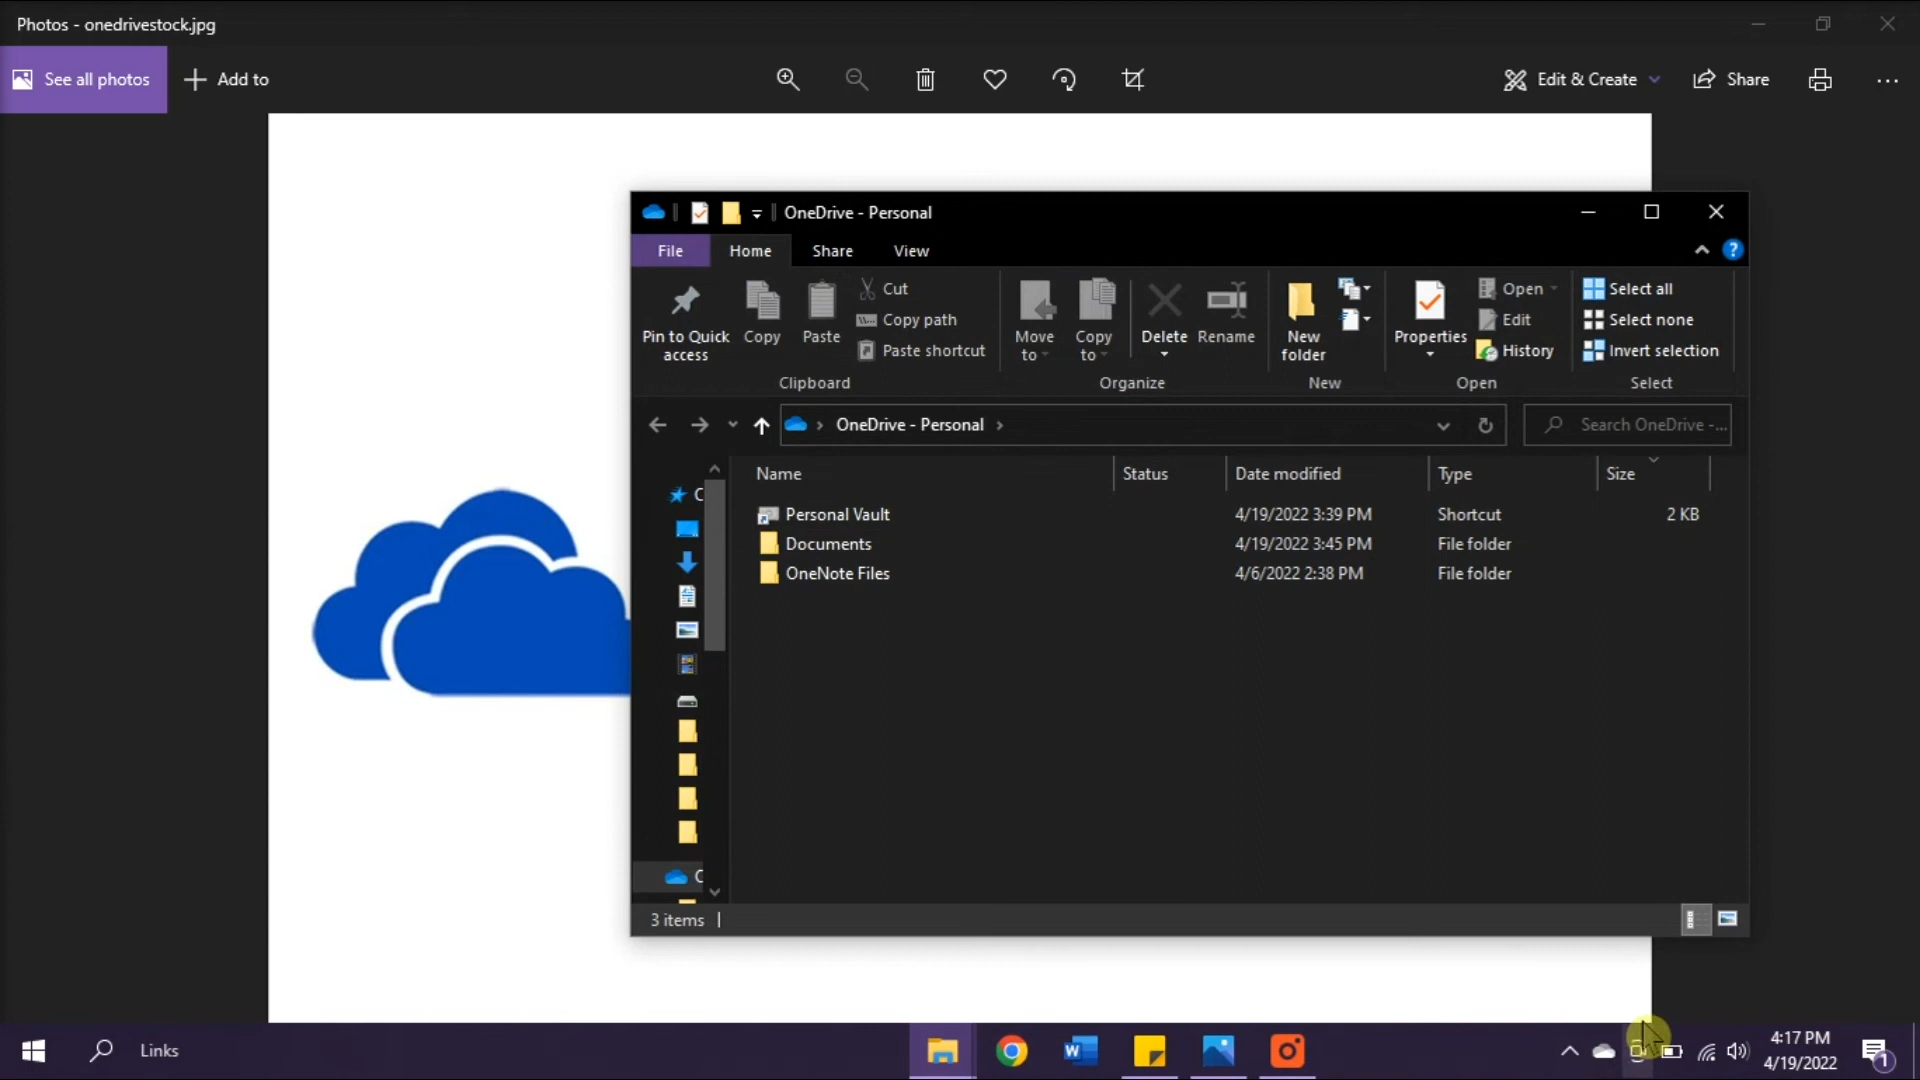 Photos - onedrivestock.jpg
See all photos
Add to
Edit & Create
Share
OneDrive - Personal
File
Home
Share
View
Pin to Quick access
Copy
Paste
Cut
Copy path
Paste shortcut
Clipboard
Move to
Copy to
Delete
Rename
Organize
New folder
New
Properties
Open
Edit
History
Open
Select all
Select none
Invert selection
Select
OneDrive - Personal
Search OneDrive -...
Name
Status
Date modified
Type
Size
Personal Vault 4/19/2022 3:39 PM Shortcut 2 KB
Documents 4/19/2022 3:45 PM File folder
OneNote Files 4/6/2022 2:38 PM File folder
3 items
Links
4:17 PM
4/19/2022
1